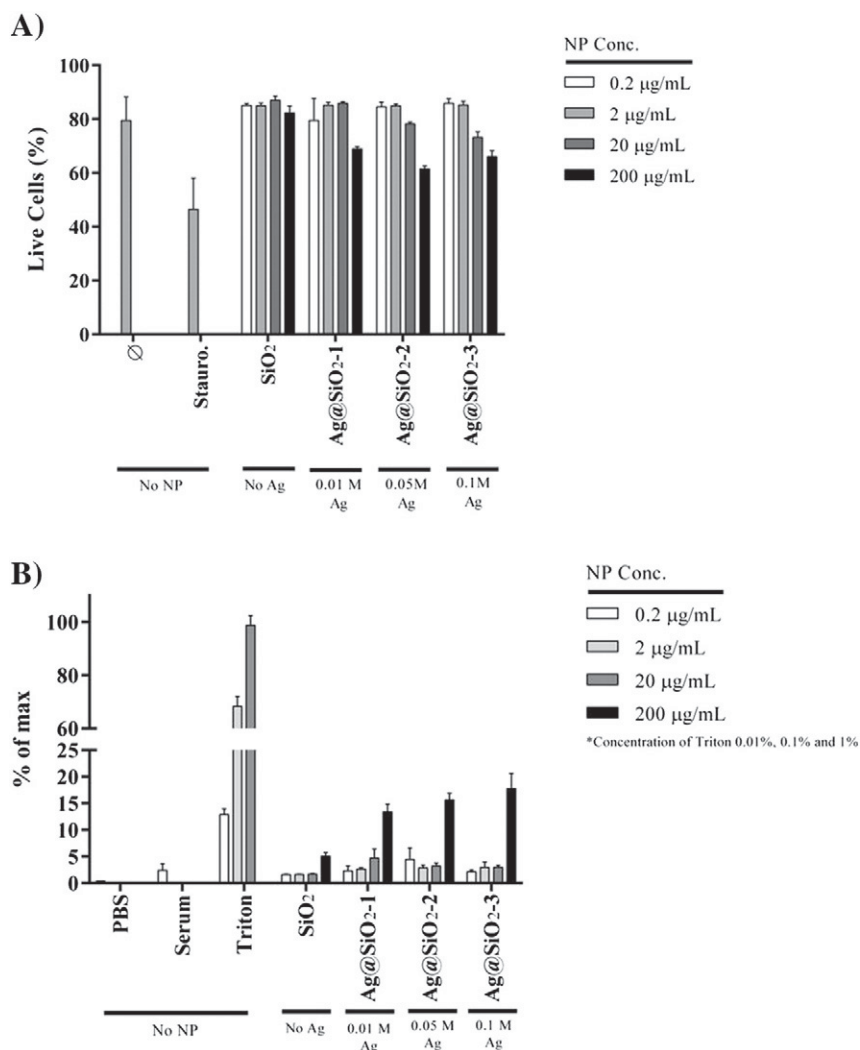 A)
NP Conc.
0.2 µg/mL
2 µg/mL
20 µg/mL
200 µg/mL
Live Cells (%)
100
80
60
40
20
0
∅
Stauro.
SiO2
Ag@SiO2-1
Ag@SiO2-2
Ag@SiO2-3
No NP
No Ag
0.01 M
Ag
0.05M
Ag
0.1M
Ag
B)
NP Conc.
0.2 µg/mL
2 µg/mL
20 µg/mL
200 µg/mL
*Concentration of Triton 0.01%, 0.1% and 1%
% of max
100
80
60
25
20
15
10
5
0
PBS
Serum
Triton
SiO2
Ag@SiO2-1
Ag@SiO2-2
Ag@SiO2-3
No NP
No Ag
0.01 M
Ag
0.05 M
Ag
0.1 M
Ag